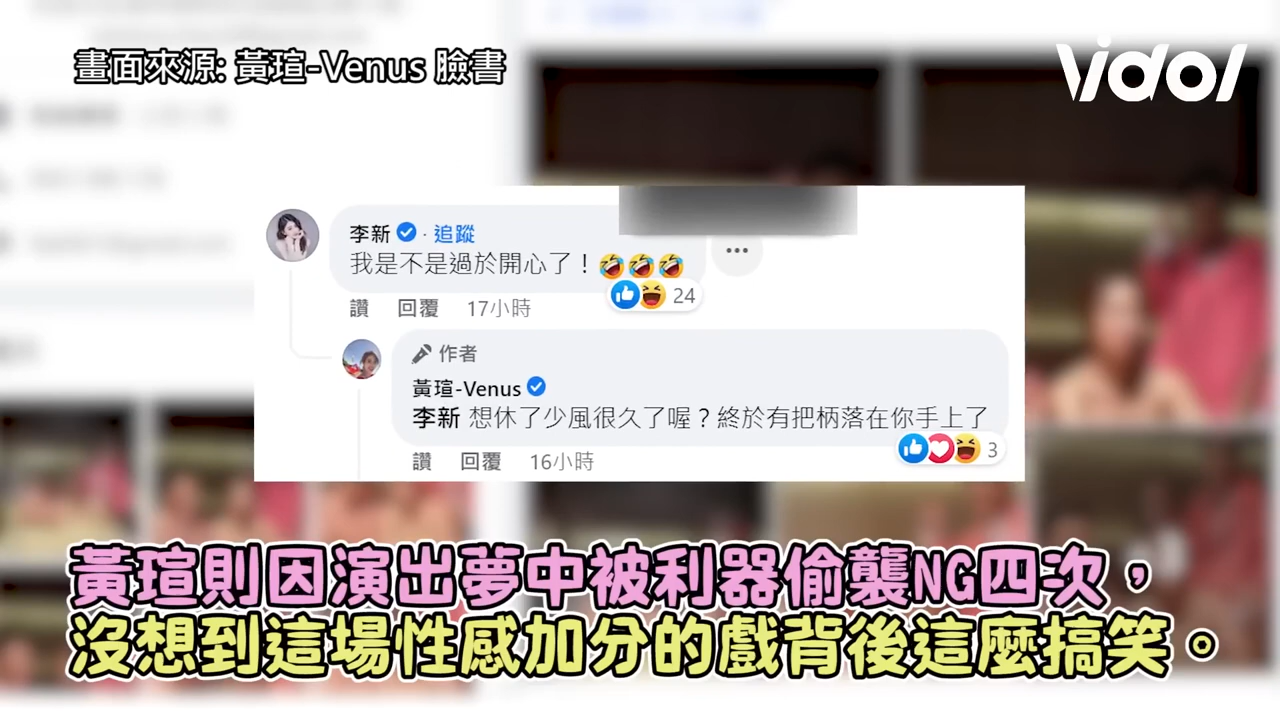 畫面來源: 黃瑄-Venus 臉書
Vidol
李新 · 追蹤
我是不是過於開心了！🤣🤣🤣
24
讚 回覆 17小時
作者
黃瑄-Venus
李新 想休了少風很久了喔？終於有把柄落在你手上了
3
讚 回覆 16小時
黃瑄則因演出夢中被利器偷襲NG四次，
沒想到這場性感加分的戲背後這麼搞笑。